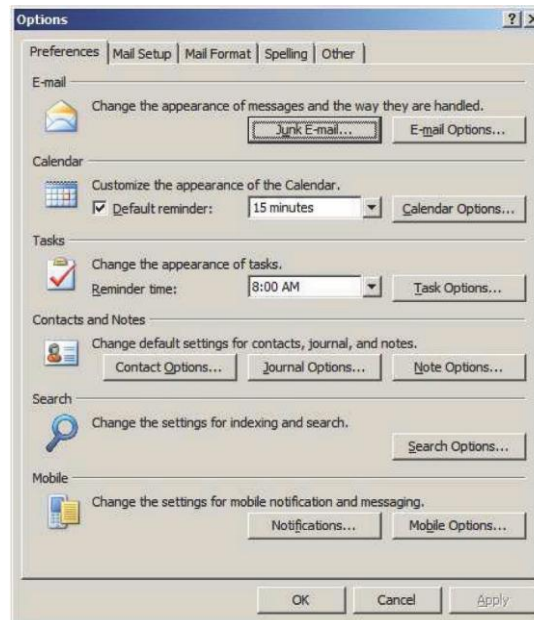 Options
Preferences Mail Setup Mail Format Spelling Other
E-mail
Change the appearance of messages and the way they are handled.
Junk E-mail... E-mail Options...
Calendar
Customize the appearance of the Calendar.
Default reminder: 15 minutes Calendar Options...
Tasks
Change the appearance of tasks.
Reminder time: 8:00 AM Task Options...
Contacts and Notes
Change default settings for contacts, journal, and notes.
Contact Options... Journal Options... Note Options...
Search
Change the settings for indexing and search.
Search Options...
Mobile
Change the settings for mobile notification and messaging.
Notifications... Mobile Options...
OK Cancel Apply